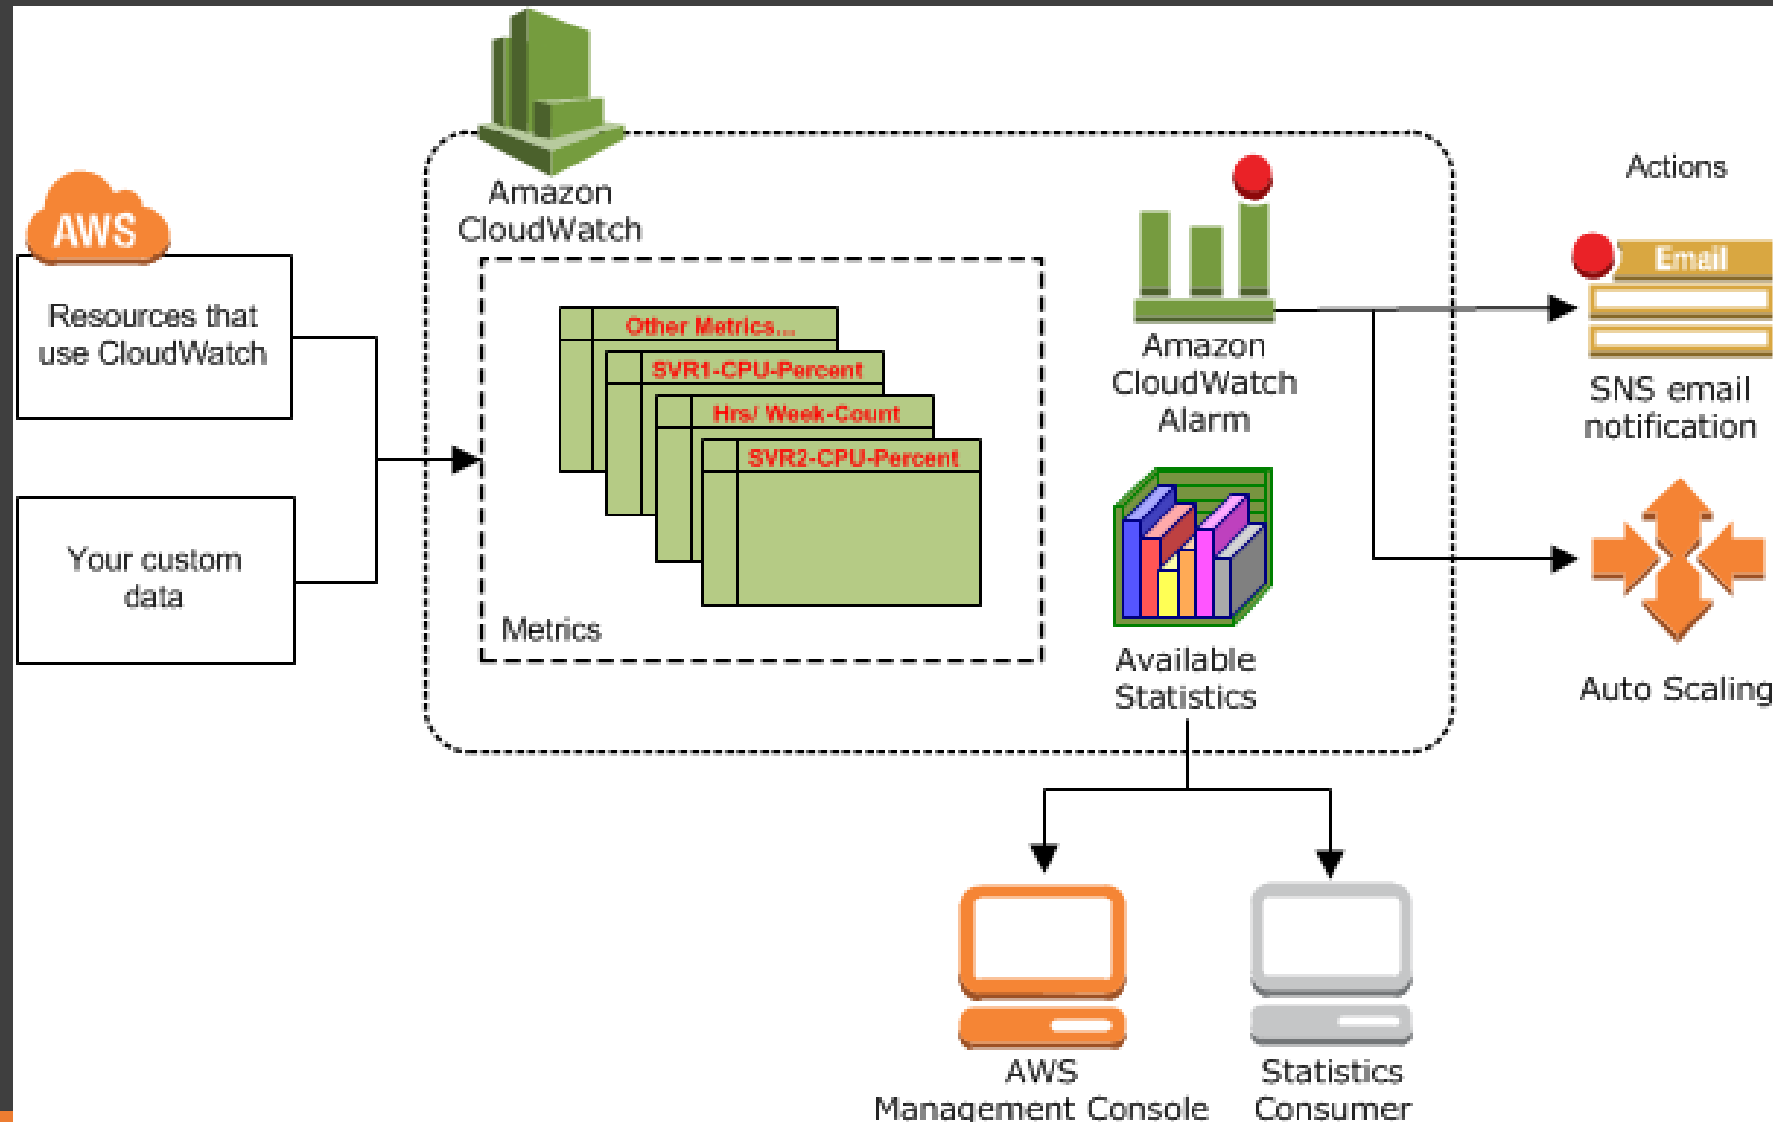 Amazon
CloudWatch
AWS
Resources that
use CloudWatch
Your custom
data
Other Metrics...
SVR1-CPU-Percent
Hrs/ Week-Count
SVR2-CPU-Percent
Metrics
Amazon
CloudWatch
Alarm
Available
Statistics
Actions
Email
SNS email
notification
Auto Scaling
AWS
Management Console
Statistics
Consumer